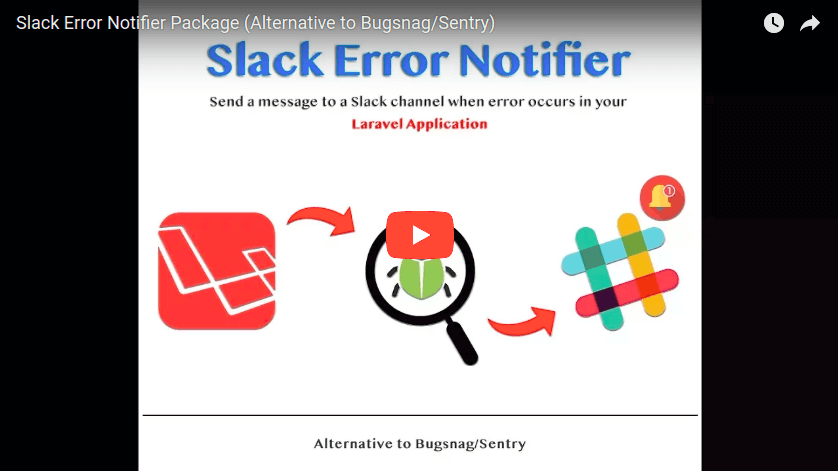 Slack Error Notifier Package (Alternative to Bugsnag/Sentry)
Slack Error Notifier
Send a message to a Slack channel when error occurs in your
Laravel Application
1
Alternative to Bugsnag/Sentry